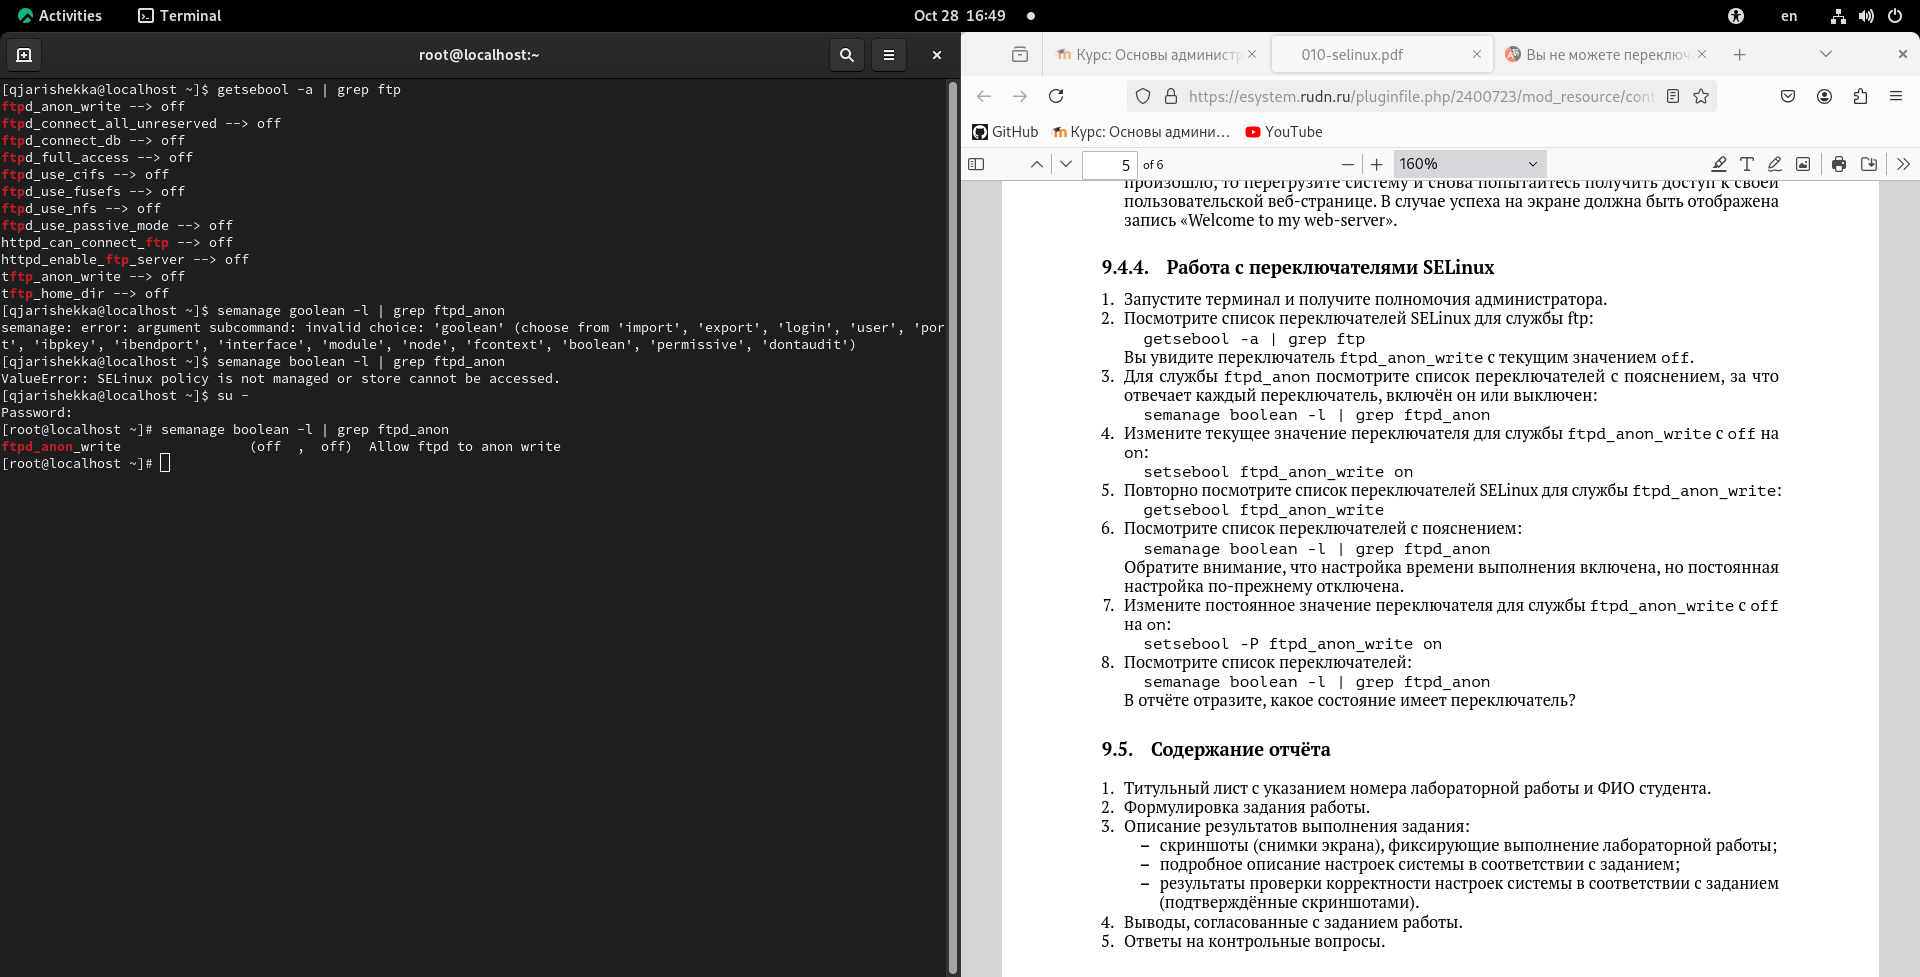 Activities Terminal Oct 28 16:49 en
root@localhost:~
[qjarishekka@localhost ~]$ getsebool -a | grep ftp
ftpd_anon_write --> off
ftpd_connect_all_unreserved --> off
ftpd_connect_db --> off
ftpd_full_access --> off
ftpd_use_cifs --> off
ftpd_use_fusefs --> off
ftpd_use_nfs --> off
ftpd_use_passive_mode --> off
httpd_can_connect_ftp --> off
httpd_enable_ftp_server --> off
tftp_anon_write --> off
tftp_home_dir --> off
[qjarishekka@localhost ~]$ semanage goolean -l | grep ftpd_anon
semanage: error: argument subcommand: invalid choice: 'goolean' (choose from 'import', 'export', 'login', 'user', 'por
t', 'ibpkey', 'ibendport', 'interface', 'module', 'node', 'fcontext', 'boolean', 'permissive', 'dontaudit')
[qjarishekka@localhost ~]$ semanage boolean -l | grep ftpd_anon
ValueError: SELinux policy is not managed or store cannot be accessed.
[qjarishekka@localhost ~]$ su -
Password:
[root@localhost ~]# semanage boolean -l | grep ftpd_anon
ftpd_anon_write (off , off) Allow ftpd to anon write
[root@localhost ~]#
Курс: Основы администр 010-selinux.pdf Вы не можете переключ
https://esystem.rudn.ru/pluginfile.php/2400723/mod_resource/cont
GitHub Курс: Основы админи… YouTube
5 of 6 160%
произошло, то перегрузите систему и снова попытайтесь получить доступ к своей
пользовательской веб-странице. В случае успеха на экране должна быть отображена
запись «Welcome to my web-server».
9.4.4. Работа с переключателями SELinux
1. Запустите терминал и получите полномочия администратора.
2. Посмотрите список переключателей SELinux для службы ftp:
getsebool -a | grep ftp
Вы увидите переключатель ftpd_anon_write с текущим значением off.
3. Для службы ftpd_anon посмотрите список переключателей с пояснением, за что
отвечает каждый переключатель, включён он или выключен:
semanage boolean -l | grep ftpd_anon
4. Измените текущее значение переключателя для службы ftpd_anon_write с off на
on:
setsebool ftpd_anon_write on
5. Повторно посмотрите список переключателей SELinux для службы ftpd_anon_write:
getsebool ftpd_anon_write
6. Посмотрите список переключателей с пояснением:
semanage boolean -l | grep ftpd_anon
Обратите внимание, что настройка времени выполнения включена, но постоянная
настройка по-прежнему отключена.
7. Измените постоянное значение переключателя для службы ftpd_anon_write с off
на on:
setsebool -P ftpd_anon_write on
8. Посмотрите список переключателей:
semanage boolean -l | grep ftpd_anon
В отчёте отразите, какое состояние имеет переключатель?
9.5. Содержание отчёта
1. Титульный лист с указанием номера лабораторной работы и ФИО студента.
2. Формулировка задания работы.
3. Описание результатов выполнения задания:
– скриншоты (снимки экрана), фиксирующие выполнение лабораторной работы;
– подробное описание настроек системы в соответствии с заданием;
– результаты проверки корректности настроек системы в соответствии с заданием
(подтверждённые скриншотами).
4. Выводы, согласованные с заданием работы.
5. Ответы на контрольные вопросы.